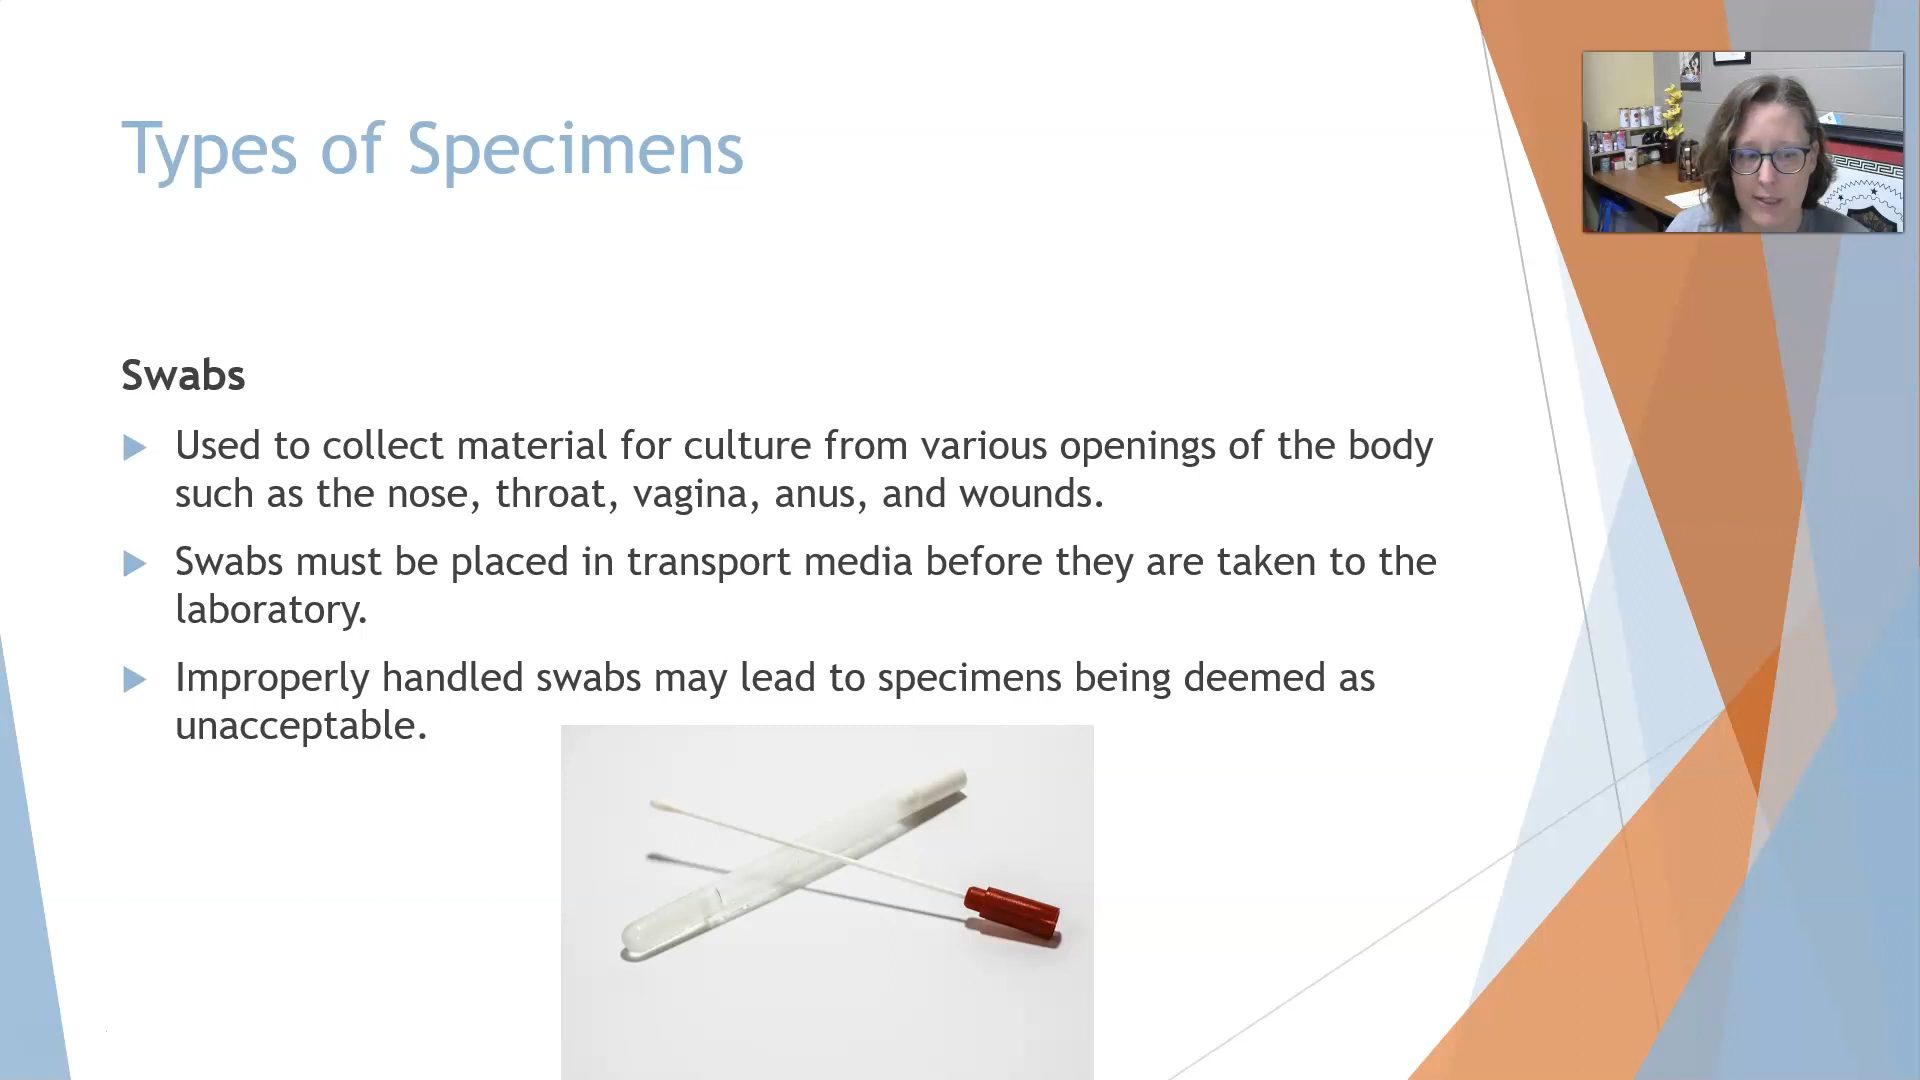 Types of Specimens
Swabs
Used to collect material for culture from various openings of the body
such as the nose, throat, vagina, anus, and wounds.
Swabs must be placed in transport media before they are taken to the
laboratory.
Improperly handled swabs may lead to specimens being deemed as
unacceptable.